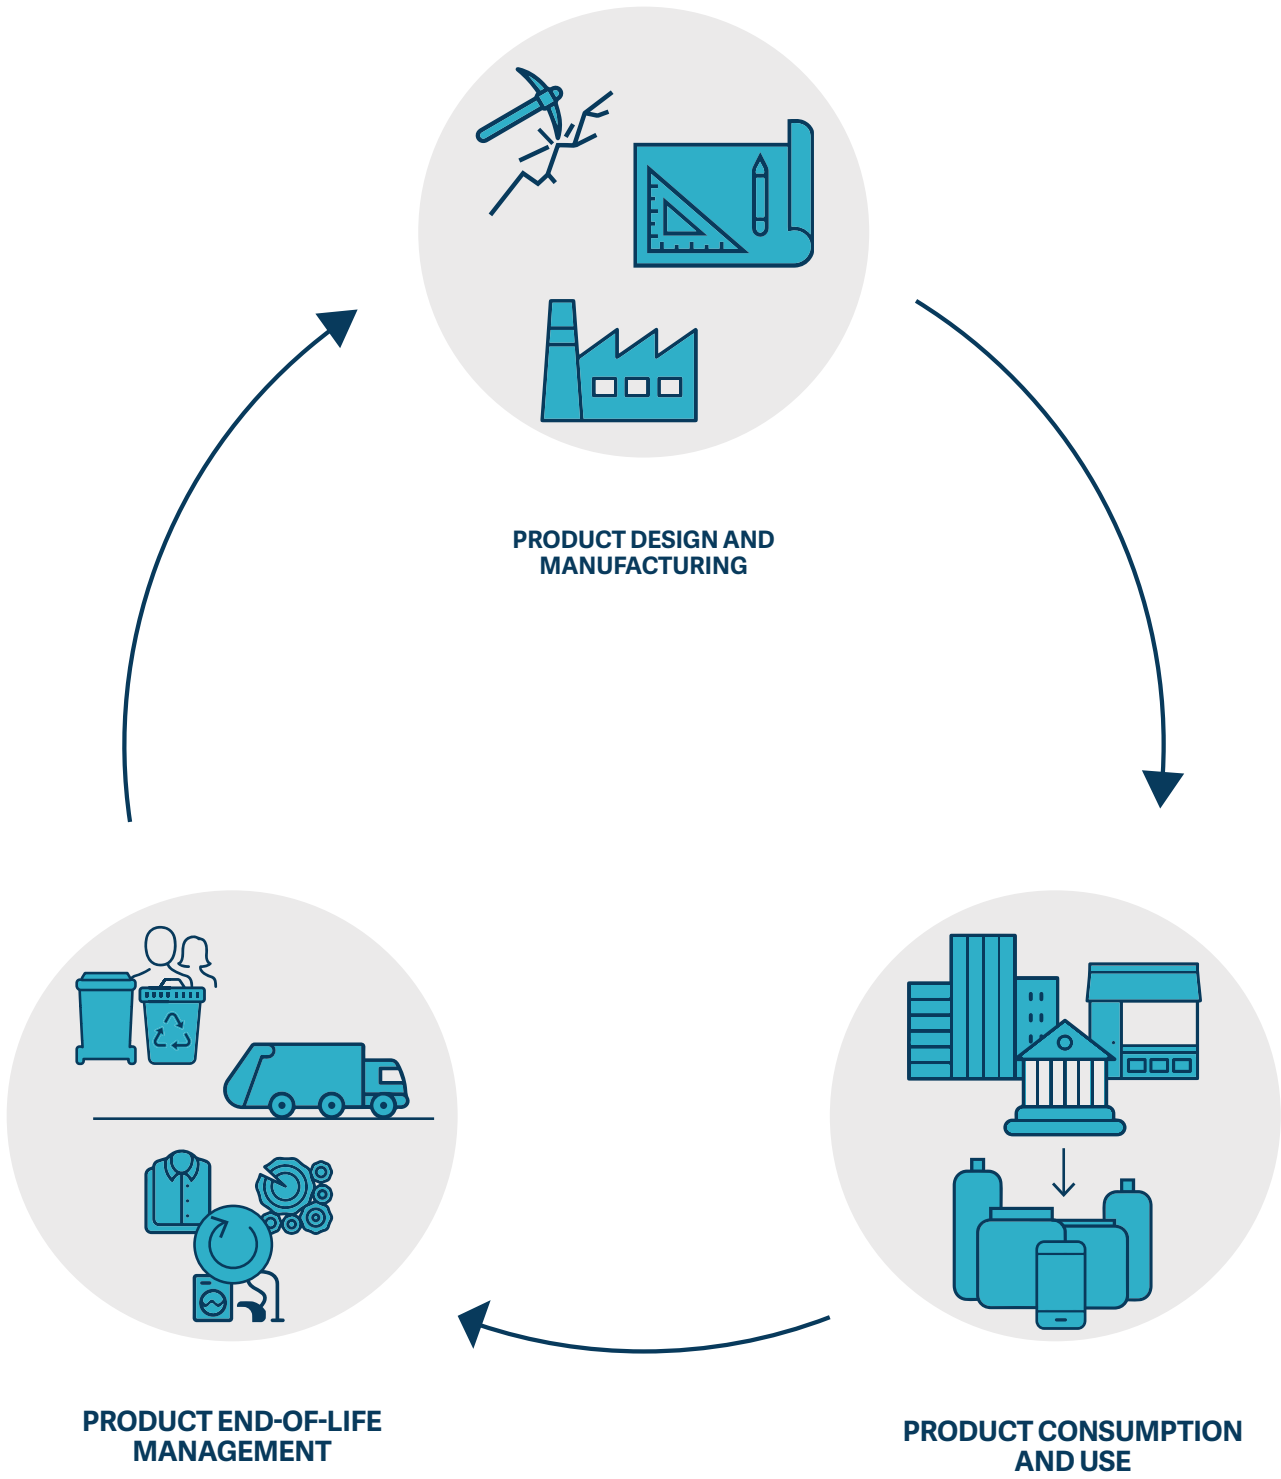 PRODUCT DESIGN AND
MANUFACTURING
PRODUCT END-OF-LIFE
MANAGEMENT
PRODUCT CONSUMPTION
AND USE